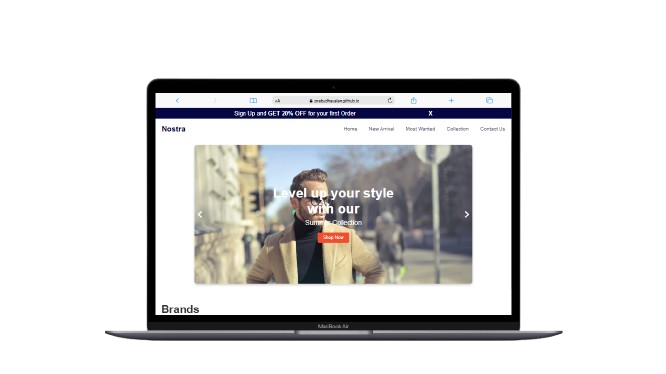 AA
Sign Up and GET 20% OFF for your first Order X
Nostra
Home New Arrival Most Wanted Collection Contact Us
Level up your style
with our
Summer Collection
Shop Now
Brands
MacBook Air